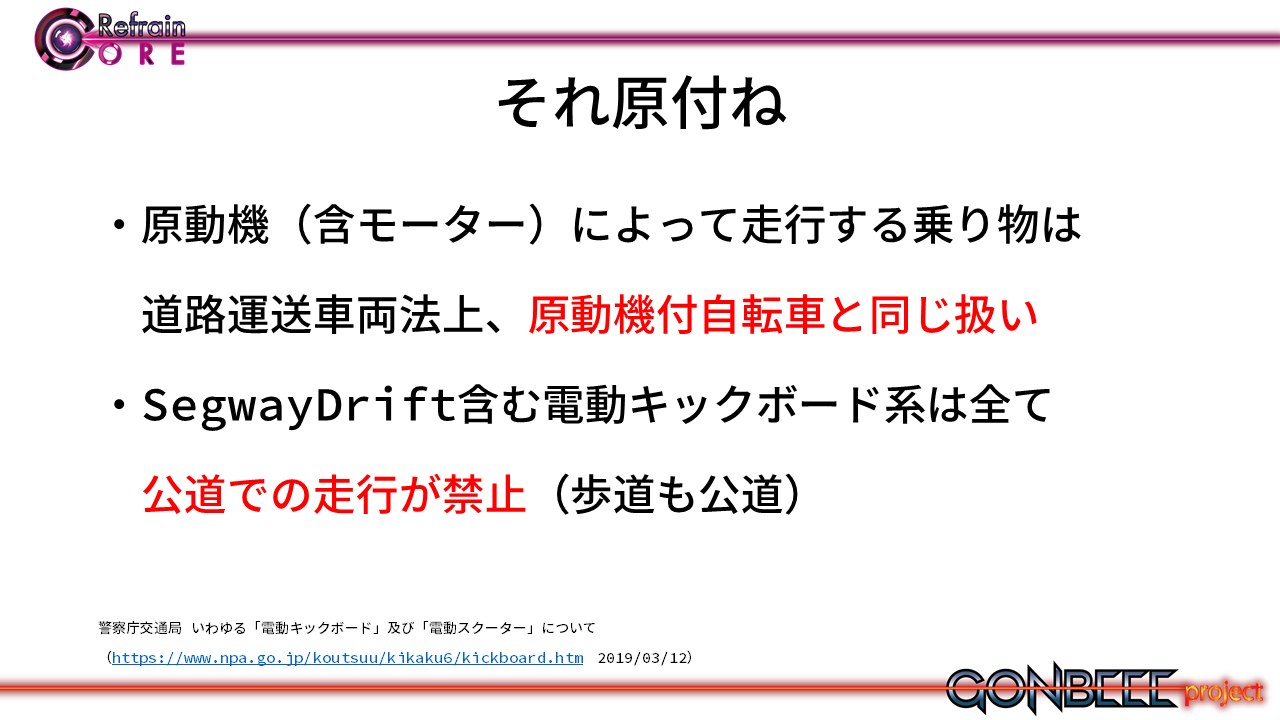 Refrain
CORE
それ原付ね
・原動機（含モーター）によって走行する乗り物は
道路運送車両法上、原動機付自転車と同じ扱い
・SegwayDrift含む電動キックボード系は全て
公道での走行が禁止（歩道も公道）
警察庁交通局 いわゆる「電動キックボード」及び「電動スクーター」について
（https://www.npa.go.jp/koutsuu/kikaku6/kickboard.htm 2019/03/12）
GONBEEE project